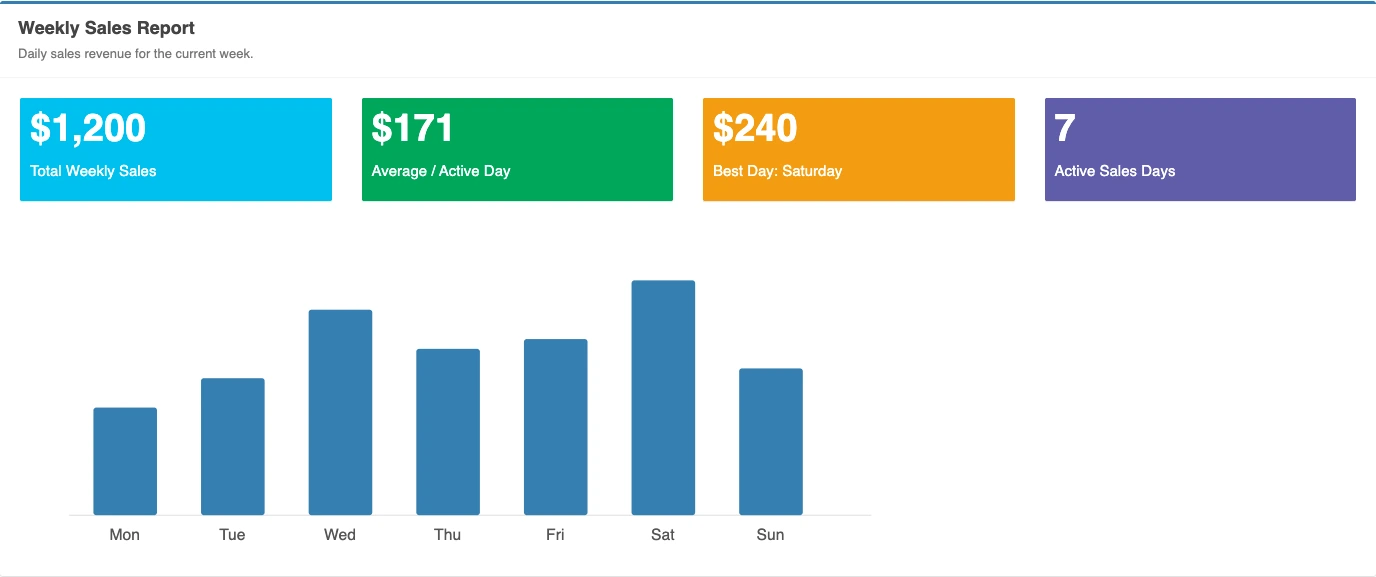 Weekly Sales Report
Daily sales revenue for the current week.
$1,200
Total Weekly Sales
$171
Average / Active Day
$240
Best Day: Saturday
7
Active Sales Days
Mon Tue Wed Thu Fri Sat Sun